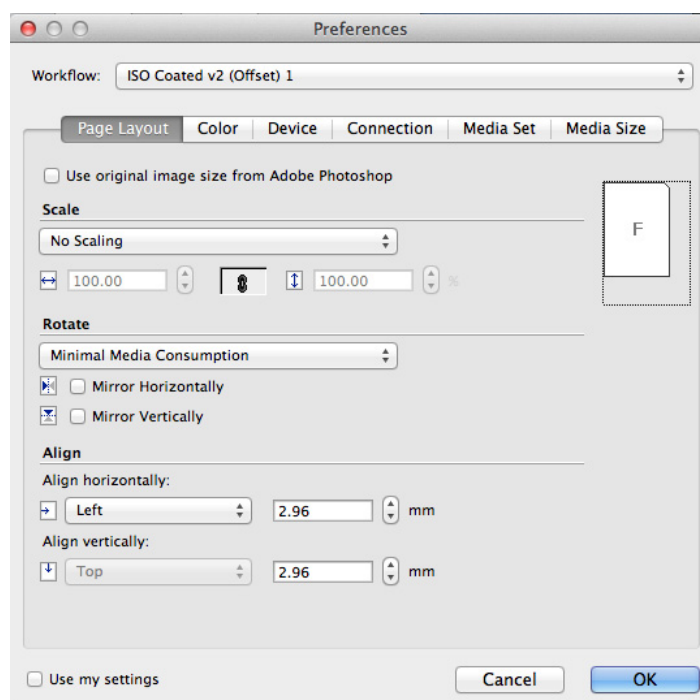 Preferences
Workflow: ISO Coated v2 (Offset) 1
Page Layout Color Device Connection Media Set Media Size
Use original image size from Adobe Photoshop
Scale
F
No Scaling
100.00 100.00 %
Rotate
Minimal Media Consumption
Mirror Horizontally
Mirror Vertically
Align
Align horizontally:
Left 2.96 mm
Align vertically:
Top 2.96 mm
Use my settings Cancel OK